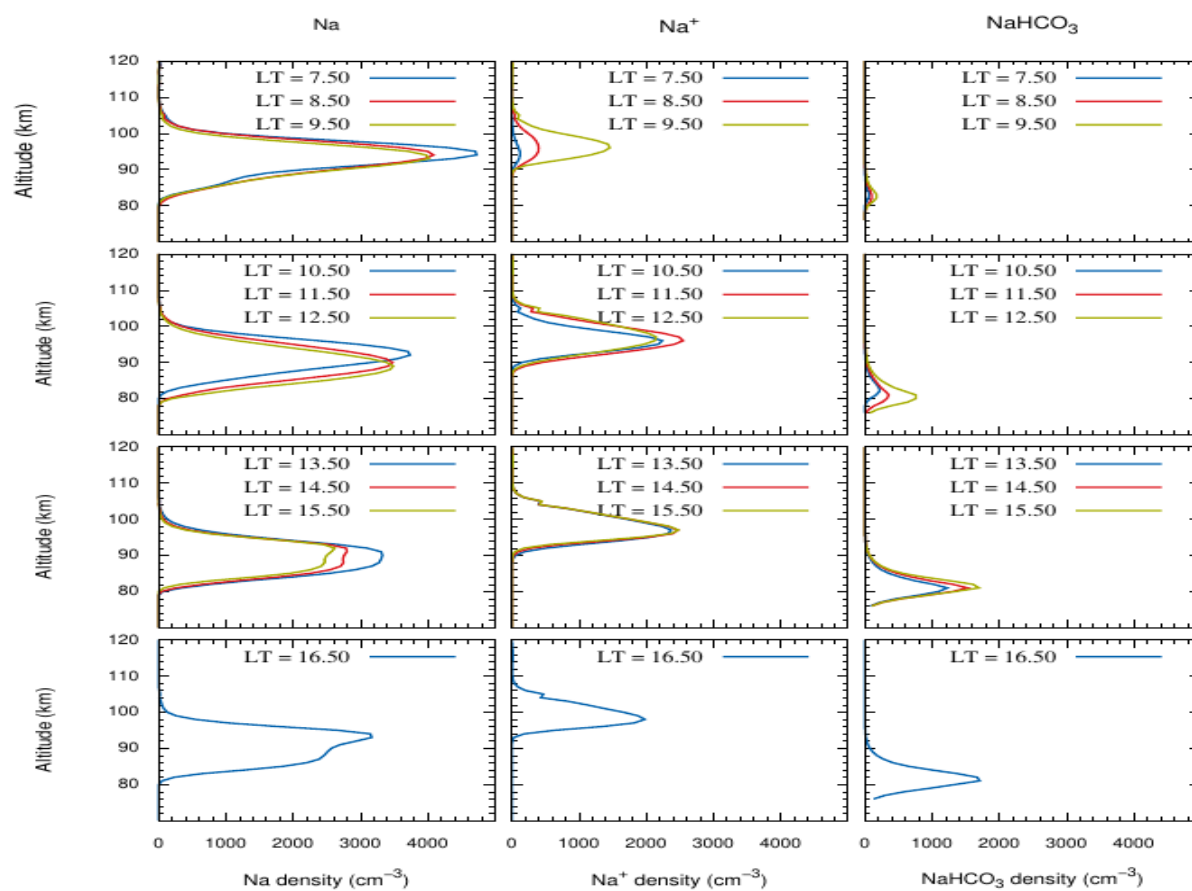 Na Na⁺ NaHCO₃
120
110
100
90
80
Altitude (km)
LT = 7.50
LT = 8.50
LT = 9.50
LT = 7.50
LT = 8.50
LT = 9.50
LT = 7.50
LT = 8.50
LT = 9.50
120
110
100
90
80
Altitude (km)
LT = 10.50
LT = 11.50
LT = 12.50
LT = 10.50
LT = 11.50
LT = 12.50
LT = 10.50
LT = 11.50
LT = 12.50
120
110
100
90
80
Altitude (km)
LT = 13.50
LT = 14.50
LT = 15.50
LT = 13.50
LT = 14.50
LT = 15.50
LT = 13.50
LT = 14.50
LT = 15.50
120
110
100
90
80
Altitude (km)
LT = 16.50
LT = 16.50
LT = 16.50
0 1000 2000 3000 4000 0 1000 2000 3000 4000 0 1000 2000 3000 4000
Na density (cm⁻³) Na⁺ density (cm⁻³) NaHCO₃ density (cm⁻³)